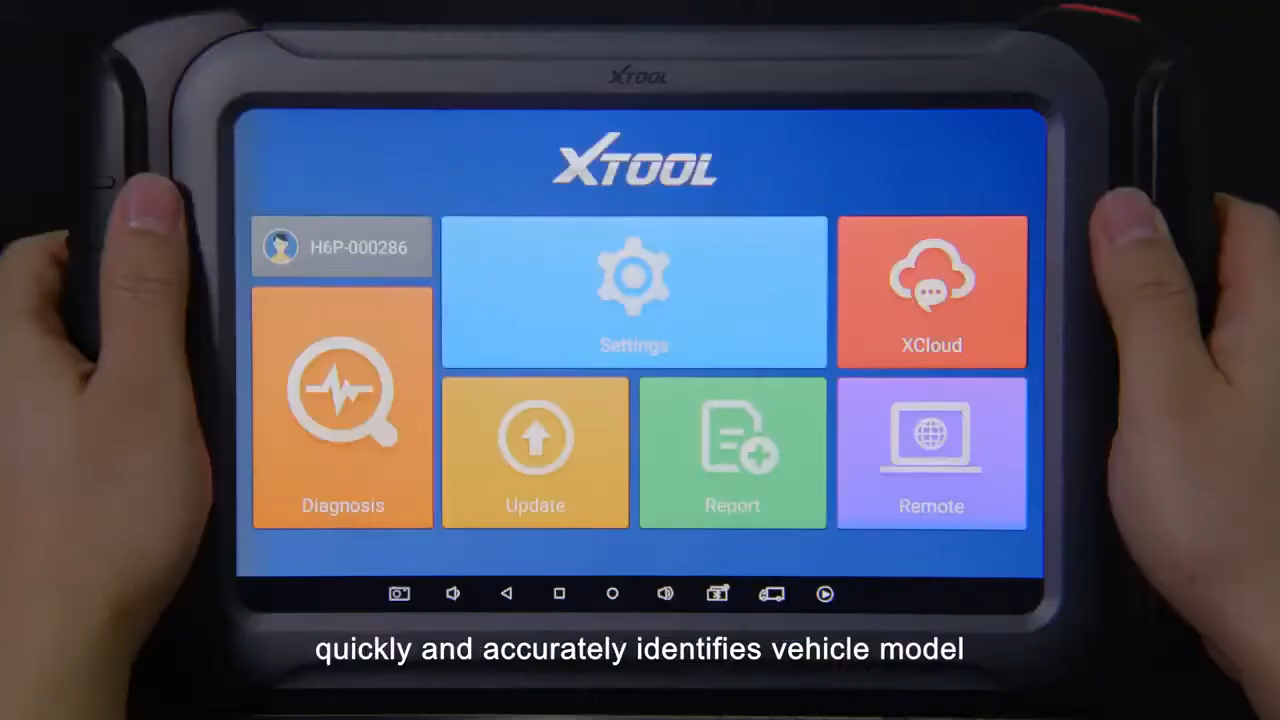 XTOOL
XTOOL
H6P-000286
Settings
XCloud
Diagnosis
Update
Report
Remote
quickly and accurately identifies vehicle model